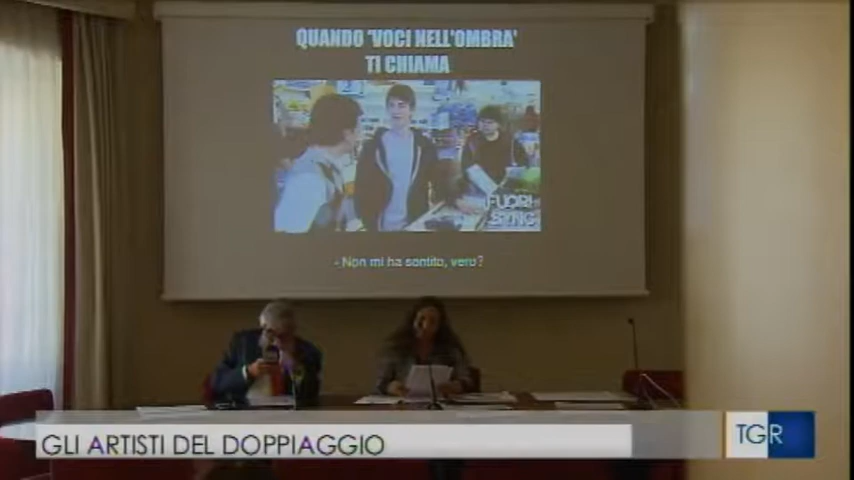 QUANDO 'VOCI NELL'OMBRA'
TI CHIAMA
FUORI
SYNC
- Non mi ha sentito, vero?
GLI ARTISTI DEL DOPPIAGGIO
TGR